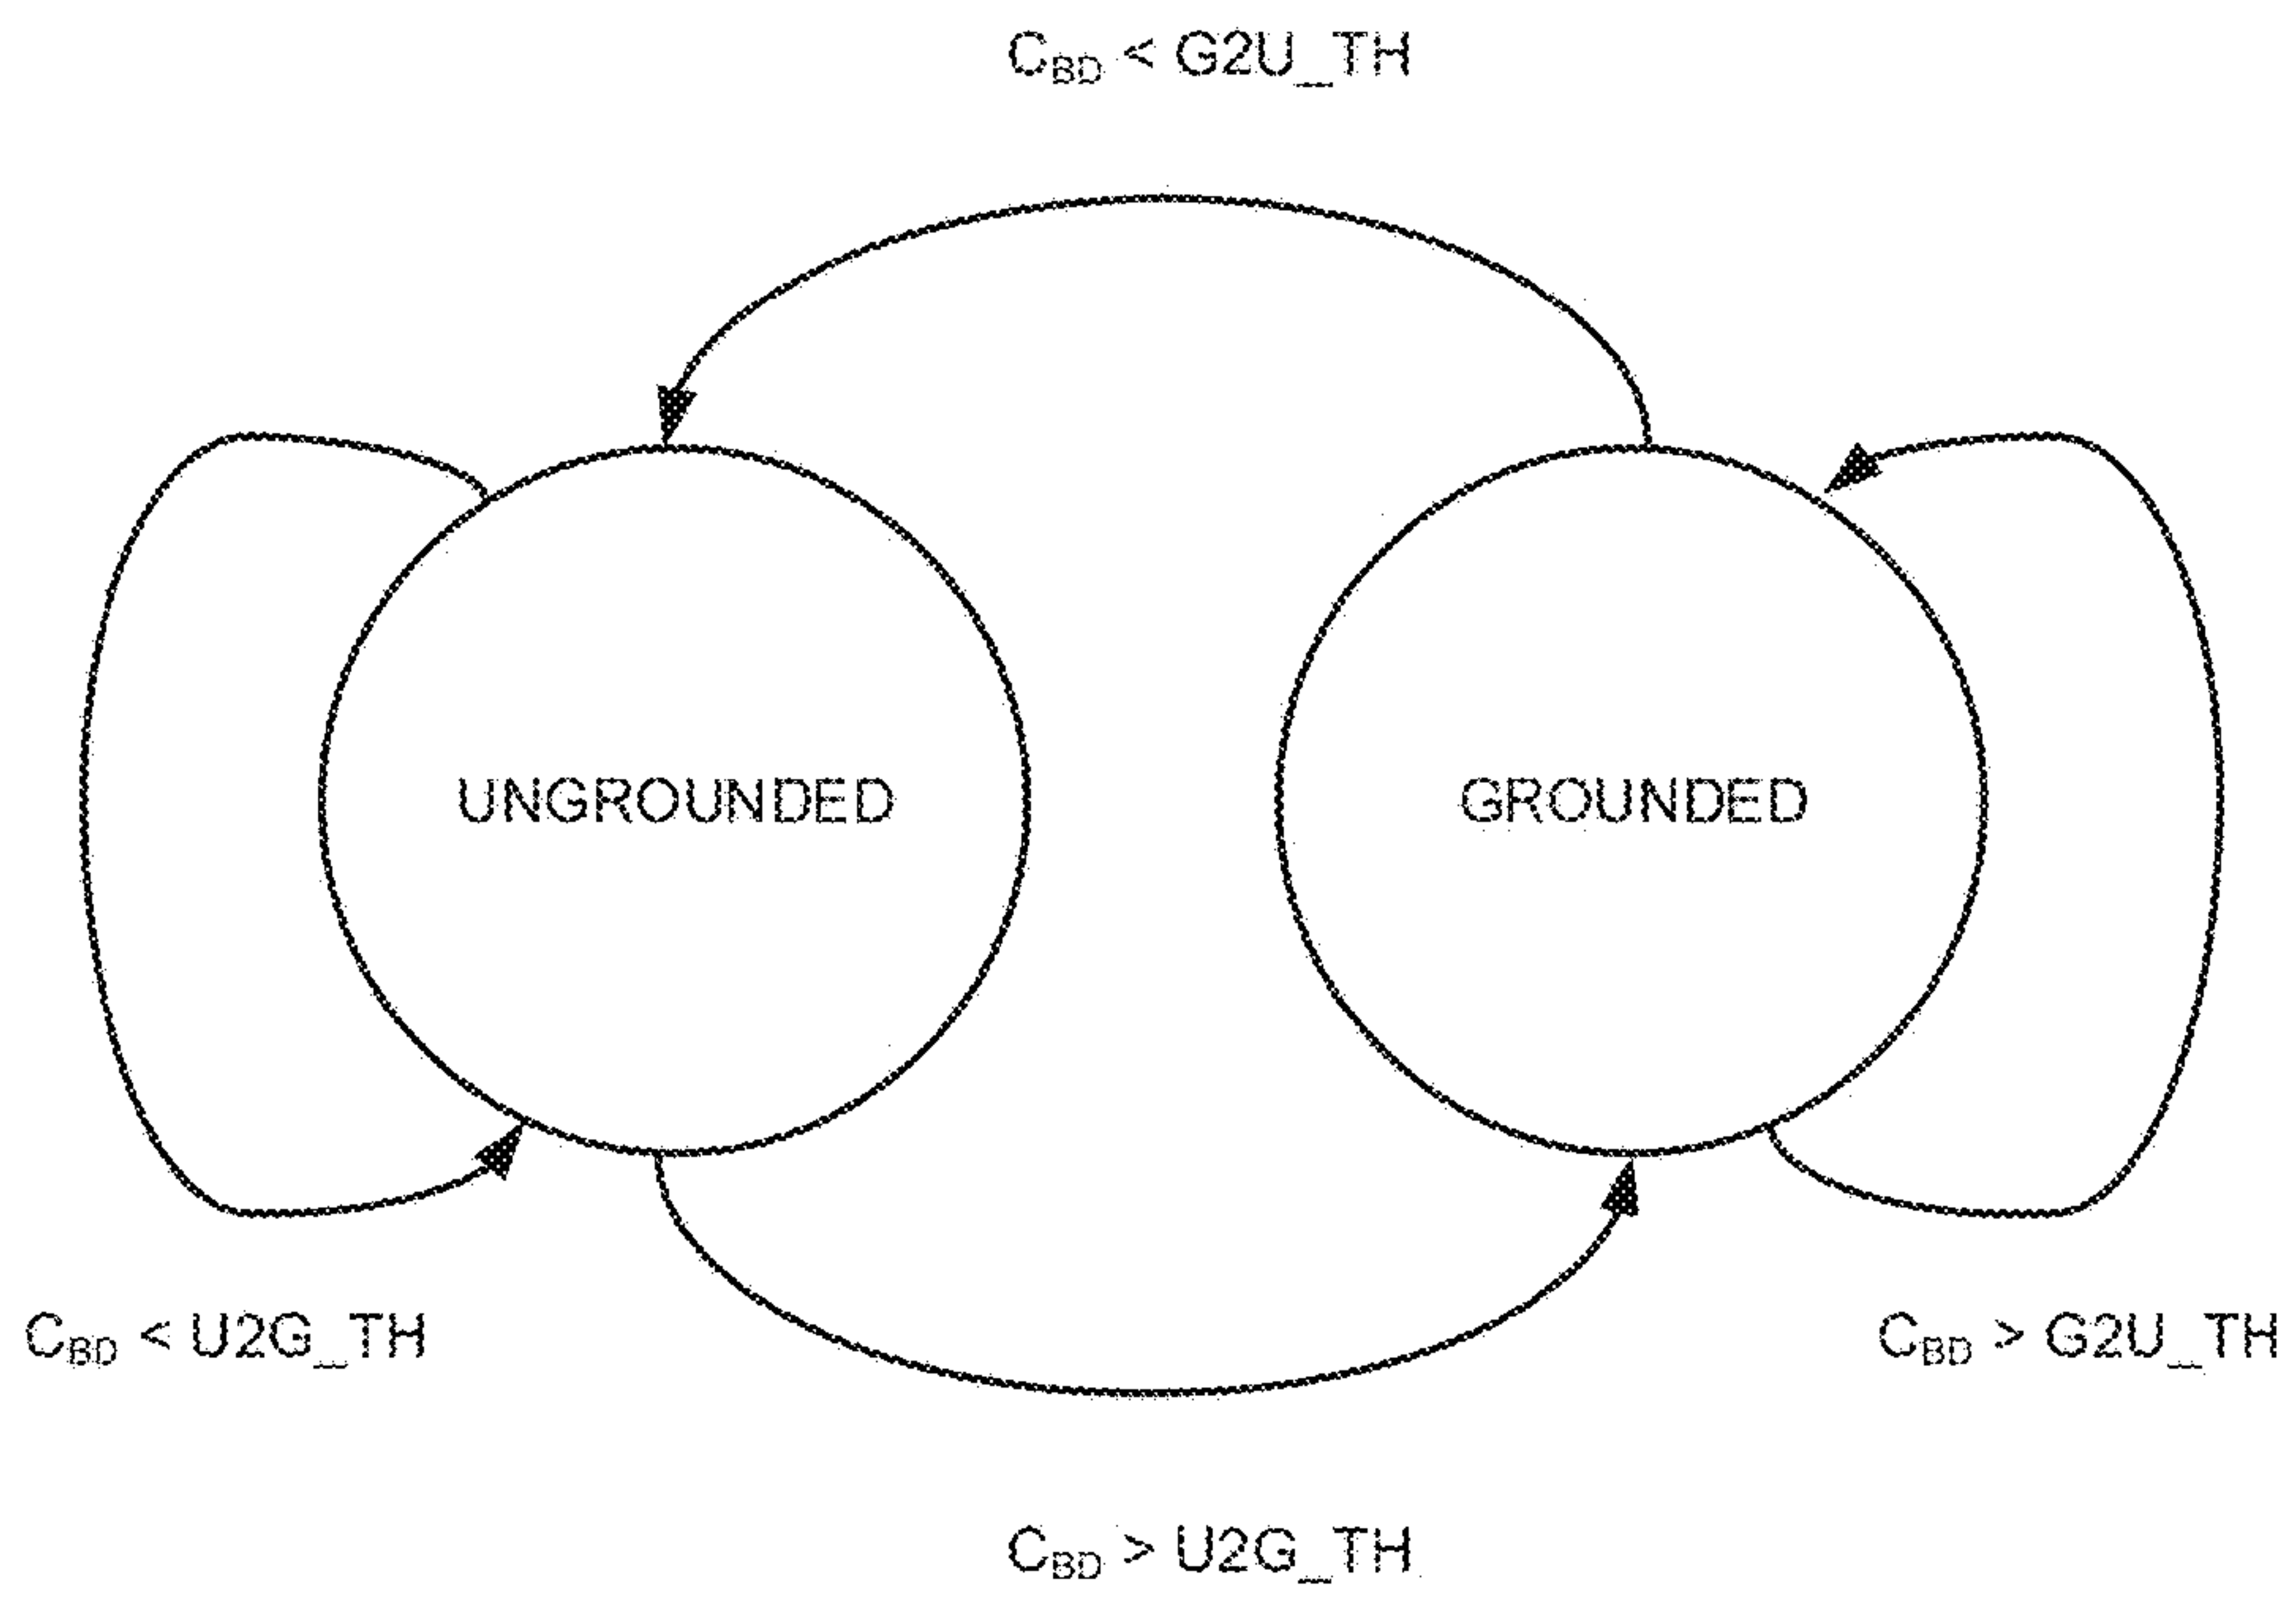 C_BD < G2U_TH
UNGROUNDED
GROUNDED
C_BD < U2G_TH
C_BD > G2U_TH
C_BD > U2G_TH